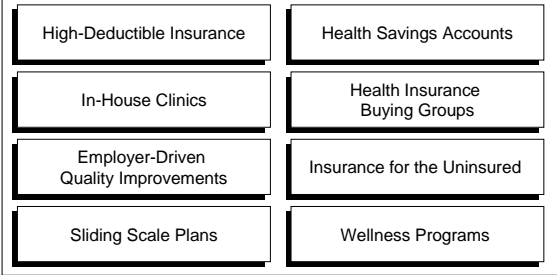 High-Deductible Insurance
Health Savings Accounts
In-House Clinics
Health Insurance
Buying Groups
Employer-Driven
Quality Improvements
Insurance for the Uninsured
Sliding Scale Plans
Wellness Programs